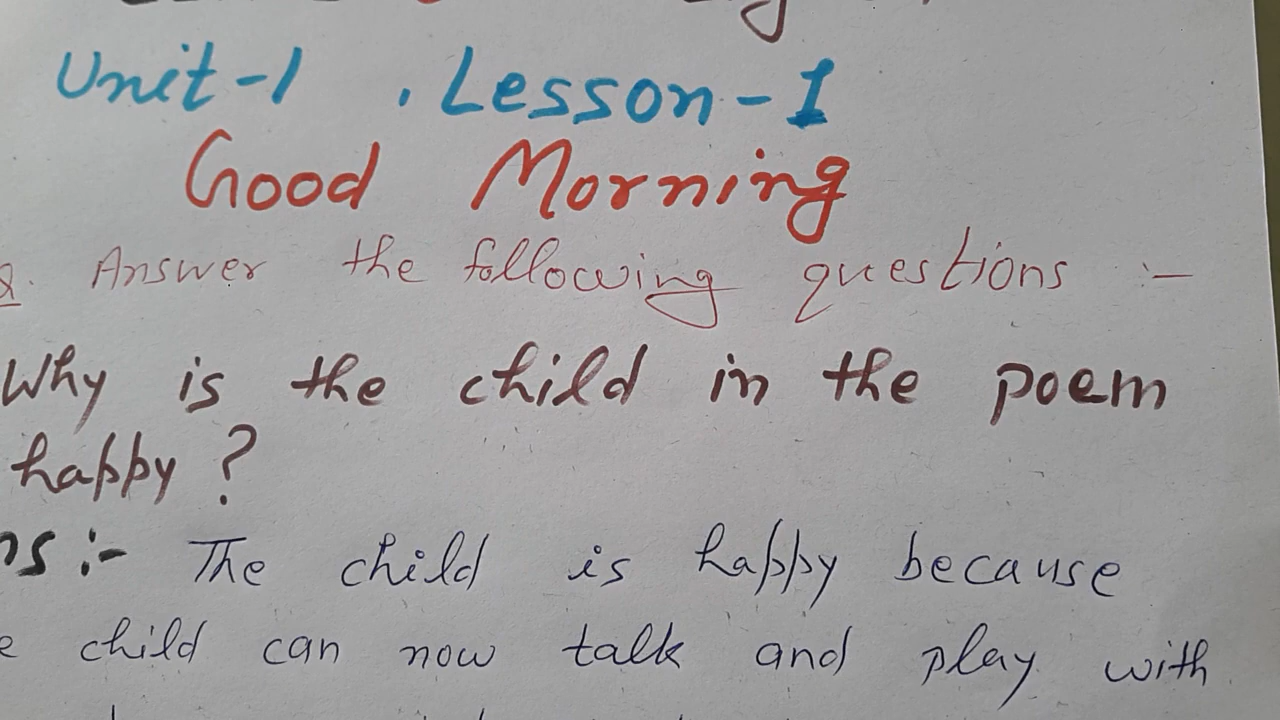 Unit-1 . Lesson-1
Good Morning
Q. Answer the following questions :-
Why is the child in the poem
happy ?
ns :- The child is happy because
e child can now talk and play with